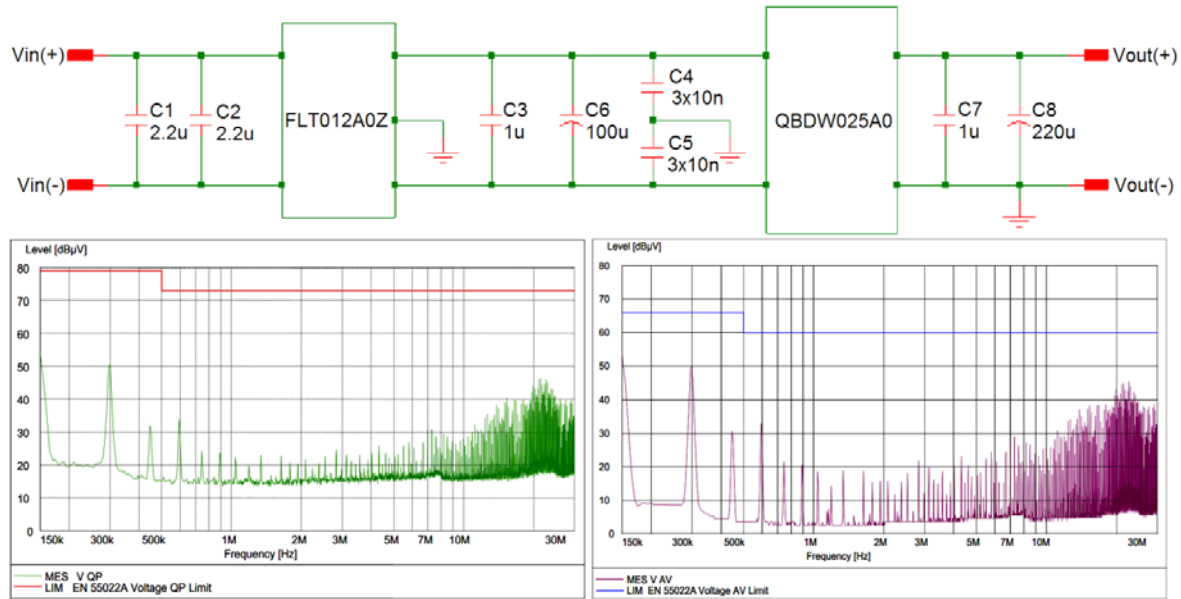 Vin(+)
Vin(-)
C1
2.2u
C2
2.2u
FLT012A0Z
C3
1u
C6
100u
C4
3x10n
C5
3x10n
QBDW025A0
C7
1u
C8
220u
Vout(+)
Vout(-)
Level [dBµV]
80
70
60
50
40
30
20
10
0
150k 300k 500k 1M 2M 3M 5M 7M 10M 30M
Frequency [Hz]
MES V QP
LIM EN 55022A Voltage QP Limit
Level [dBµV]
80
70
60
50
40
30
20
10
0
150k 300k 500k 1M 2M 3M 5M 7M 10M 30M
Frequency [Hz]
MES V AV
LIM EN 55022A Voltage AV Limit